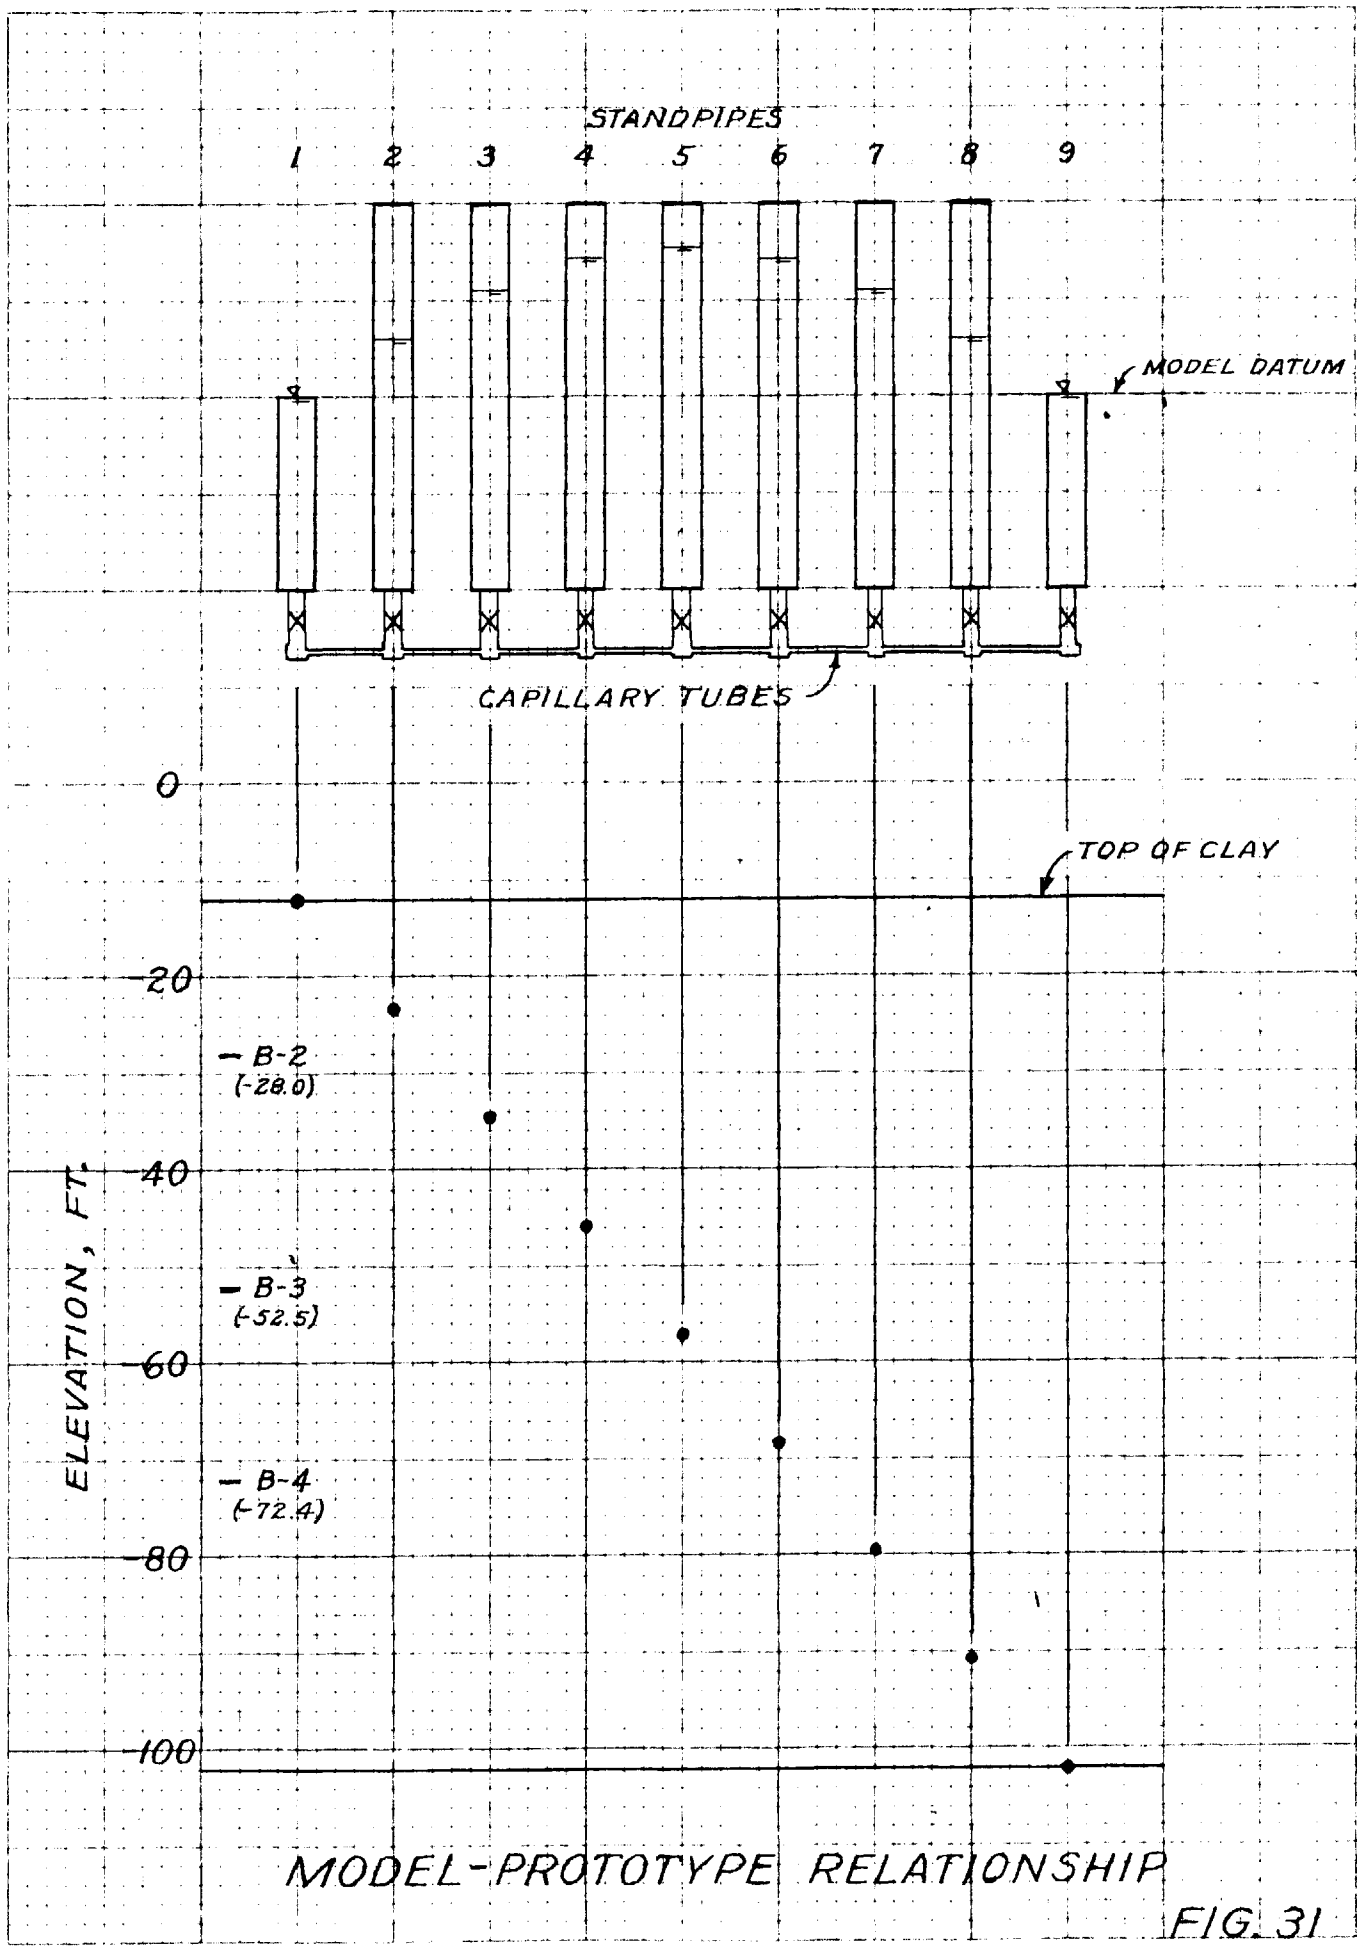 STANDPIPES
1 2 3 4 5 6 7 8 9
MODEL DATUM
CAPILLARY TUBES
0
TOP OF CLAY
-20
B-2
(-28.0)
-40
B-3
(-52.5)
-60
B-4
(-72.4)
-80
-100
ELEVATION, FT.
MODEL-PROTOTYPE RELATIONSHIP
FIG. 31